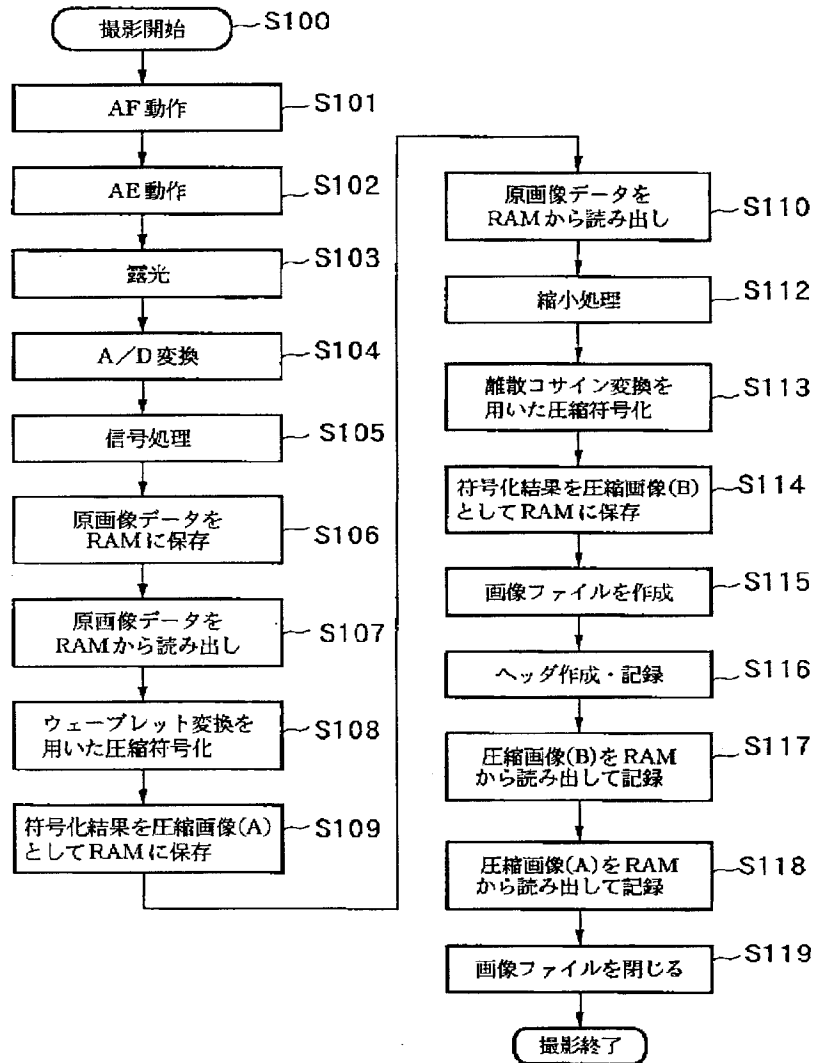 撮影開始
S100
AF動作
S101
AE動作
S102
露光
S103
A/D変換
S104
信号処理
S105
原画像データを
RAMに保存
S106
原画像データを
RAMから読み出し
S107
ウェーブレット変換を
用いた圧縮符号化
S108
符号化結果を圧縮画像(A)
としてRAMに保存
S109
原画像データを
RAMから読み出し
S110
縮小処理
S112
離散コサイン変換を
用いた圧縮符号化
S113
符号化結果を圧縮画像(B)
としてRAMに保存
S114
画像ファイルを作成
S115
ヘッダ作成・記録
S116
圧縮画像(B)をRAM
から読み出して記録
S117
圧縮画像(A)をRAM
から読み出して記録
S118
画像ファイルを閉じる
S119
撮影終了